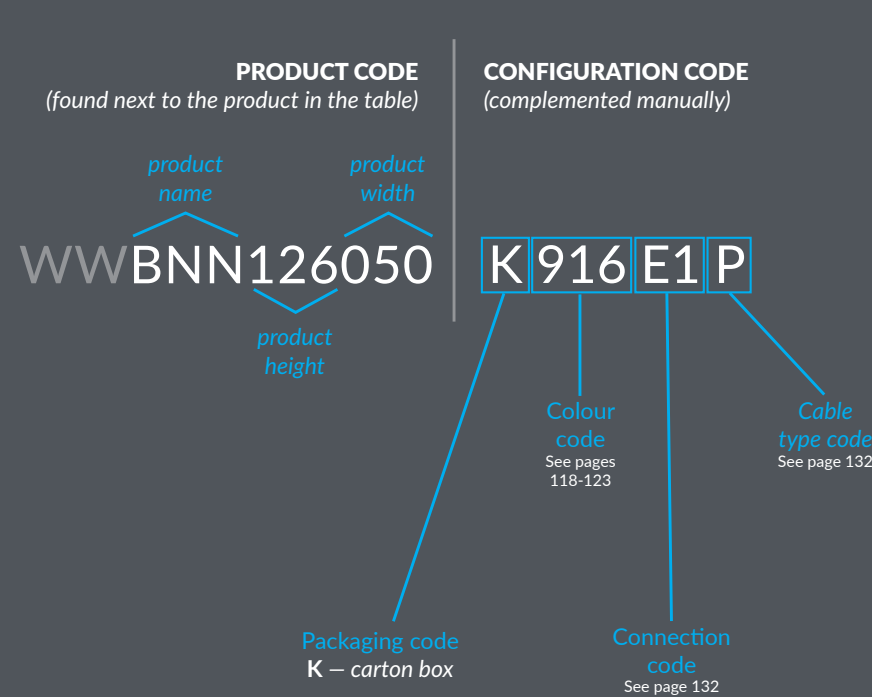 PRODUCT CODE
(found next to the product in the table)
CONFIGURATION CODE
(complemented manually)
product
name
product
width
WWBNN126050
K 916 E1 P
product
height
Colour
code
See pages
118-123
Cable
type code
See page 132
Packaging code
K – carton box
Connection
code
See page 132